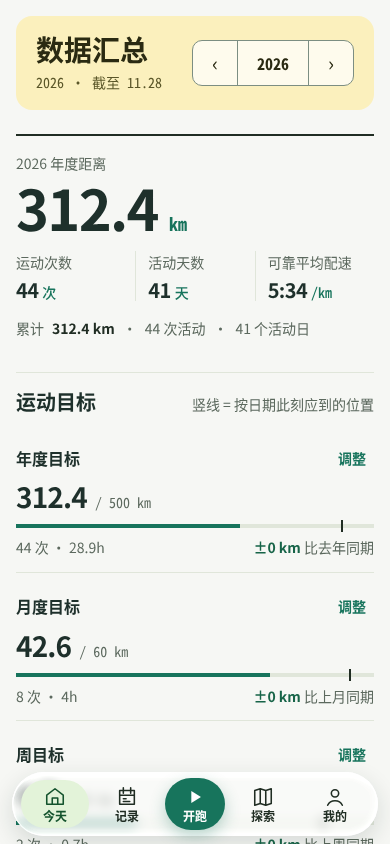 数据汇总
2026 · 截至 11.28
‹ 2026 ›
2026 年度距离
312.4 km
运动次数 活动天数 可靠平均配速
44 次 41 天 5:34 /km
累计 312.4 km · 44 次活动 · 41 个活动日
运动目标 竖线 = 按日期此刻应到的位置
年度目标 调整
312.4 / 500 km
44 次 · 28.9h ±0 km 比去年同期
月度目标 调整
42.6 / 60 km
8 次 · 4h ±0 km 比上月同期
周目标 调整
今天 记录 开跑 探索 我的